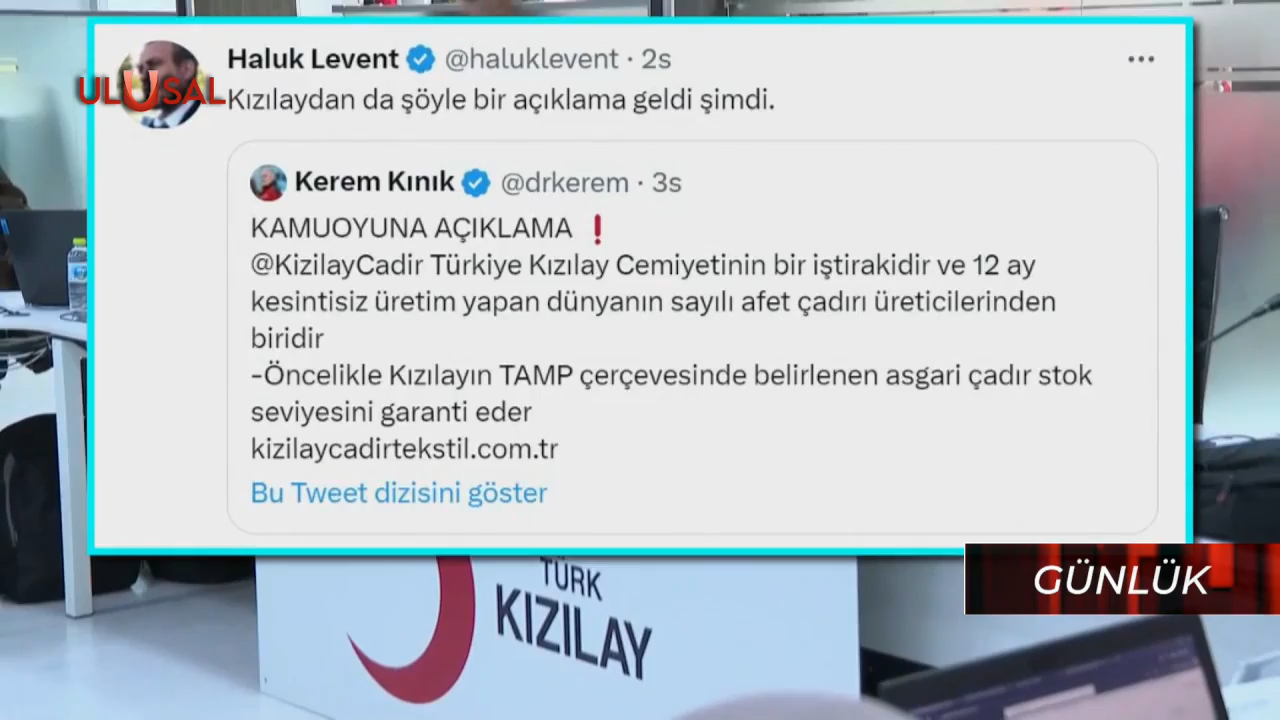 Haluk Levent @haluklevent · 2s
ULUSAL
Kızılaydan da şöyle bir açıklama geldi şimdi.
Kerem Kınık @drkerem · 3s
KAMUOYUNA AÇIKLAMA ❗
@KizilayCadir Türkiye Kızılay Cemiyetinin bir iştirakidir ve 12 ay
kesintisiz üretim yapan dünyanın sayılı afet çadırı üreticilerinden
biridir
-Öncelikle Kızılayın TAMP çerçevesinde belirlenen asgari çadır stok
seviyesini garanti eder
kizilaycadirtekstil.com.tr
Bu Tweet dizisini göster
GÜNLÜK
TÜRK
KIZILAY